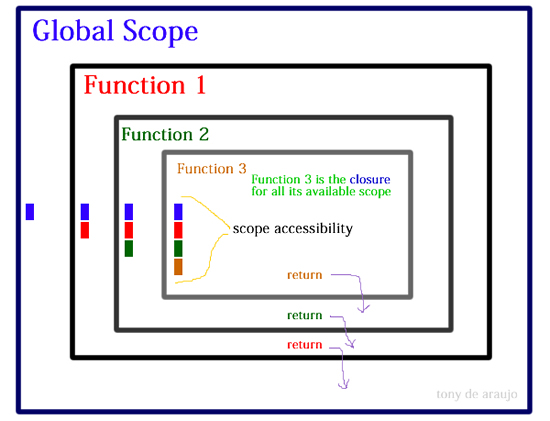 Global Scope
Function 1
Function 2
Function 3
Function 3 is the closure
for all its available scope
scope accessibility
return
return
return
tony de araujo